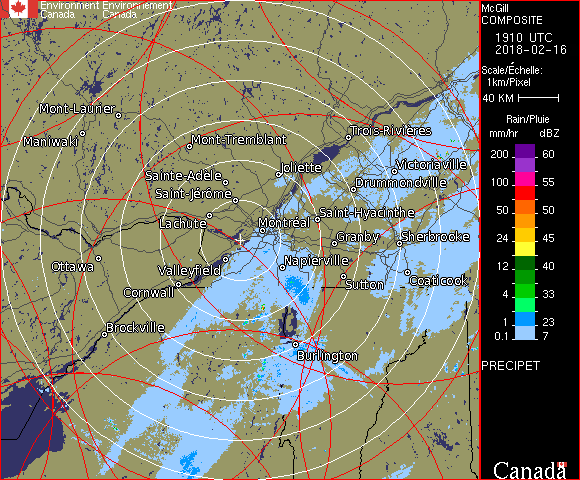 Environment Environnement
Canada Canada
McGill
COMPOSITE
1910 UTC
2018-02-16
Scale/Échelle:
1km/Pixel
40 KM
Rain/Pluie
mm/hr dBZ
200 60
100 55
50 50
24 45
12 40
4 33
1 23
0.1 7
PRECIPET
Canada
Mont-Laurier
Maniwaki
Mont-Tremblant
Trois-Rivières
Joliette
Victoriaville
Sainte-Adèle
Drummondville
Saint-Jérôme
Lachute
Saint-Hyacinthe
Montréal
Granby
Sherbrooke
Ottawa
Valleyfield
Napierville
Cornwall
Sutton
Coaticook
Brockville
Burlington